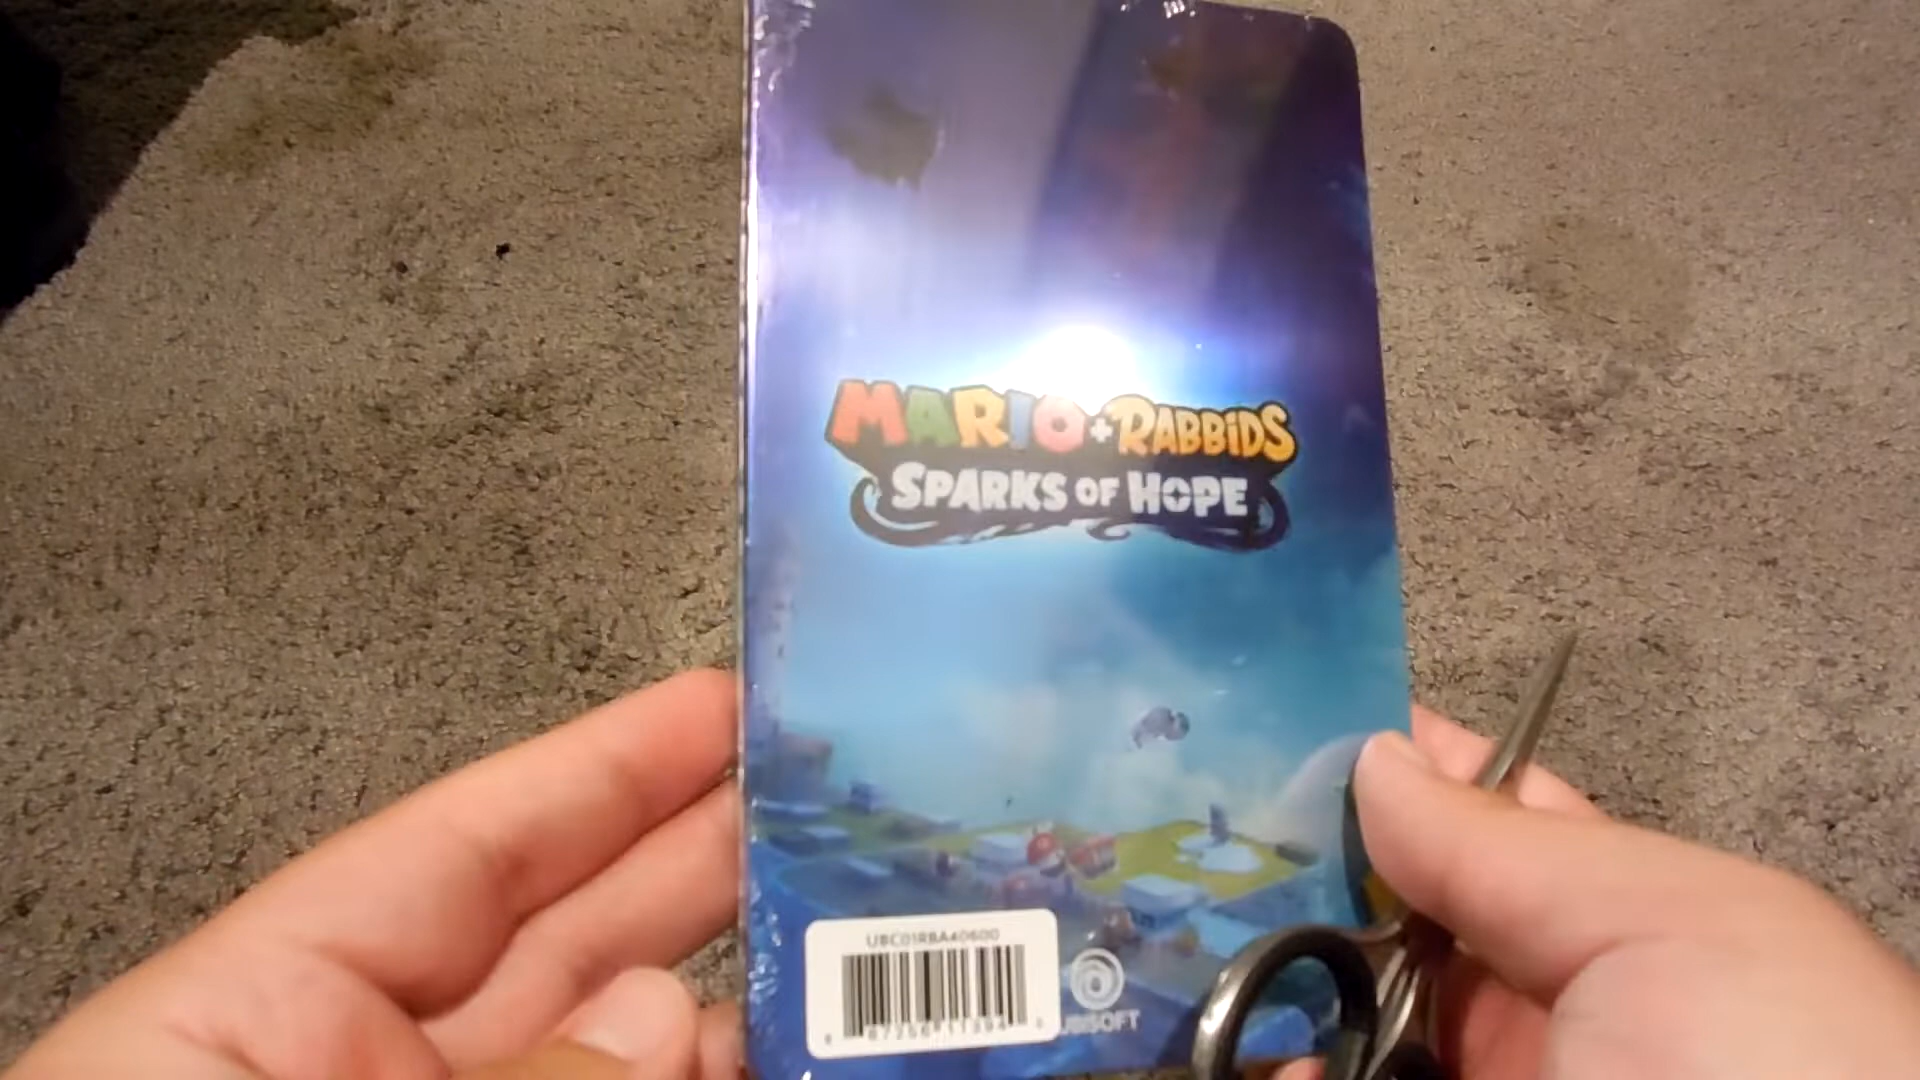 MARIO + RABBIDS
SPARKS OF HOPE
UBC01RBA40600
UBISOFT